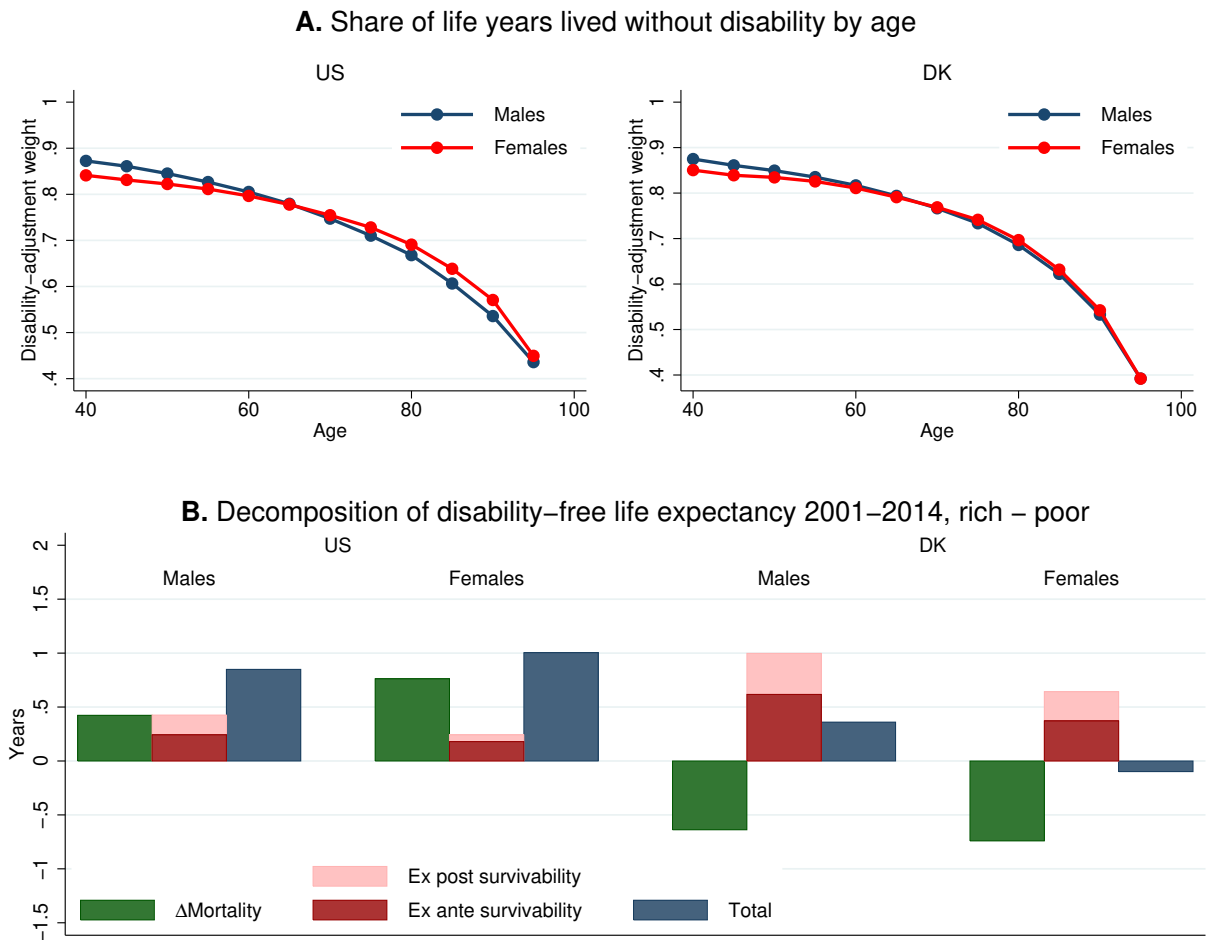 A. Share of life years lived without disability by age
US
DK
Disability−adjustment weight
.4 .5 .6 .7 .8 .9 1
Males
Females
40 60 80 100
Age
Disability−adjustment weight
.4 .5 .6 .7 .8 .9 1
Males
Females
40 60 80 100
Age
B. Decomposition of disability−free life expectancy 2001−2014, rich − poor
US
DK
Males
Females
Males
Females
Years
−1.5 −1 −.5 0 .5 1 1.5 2
Ex post survivability
∆Mortality
Ex ante survivability
Total